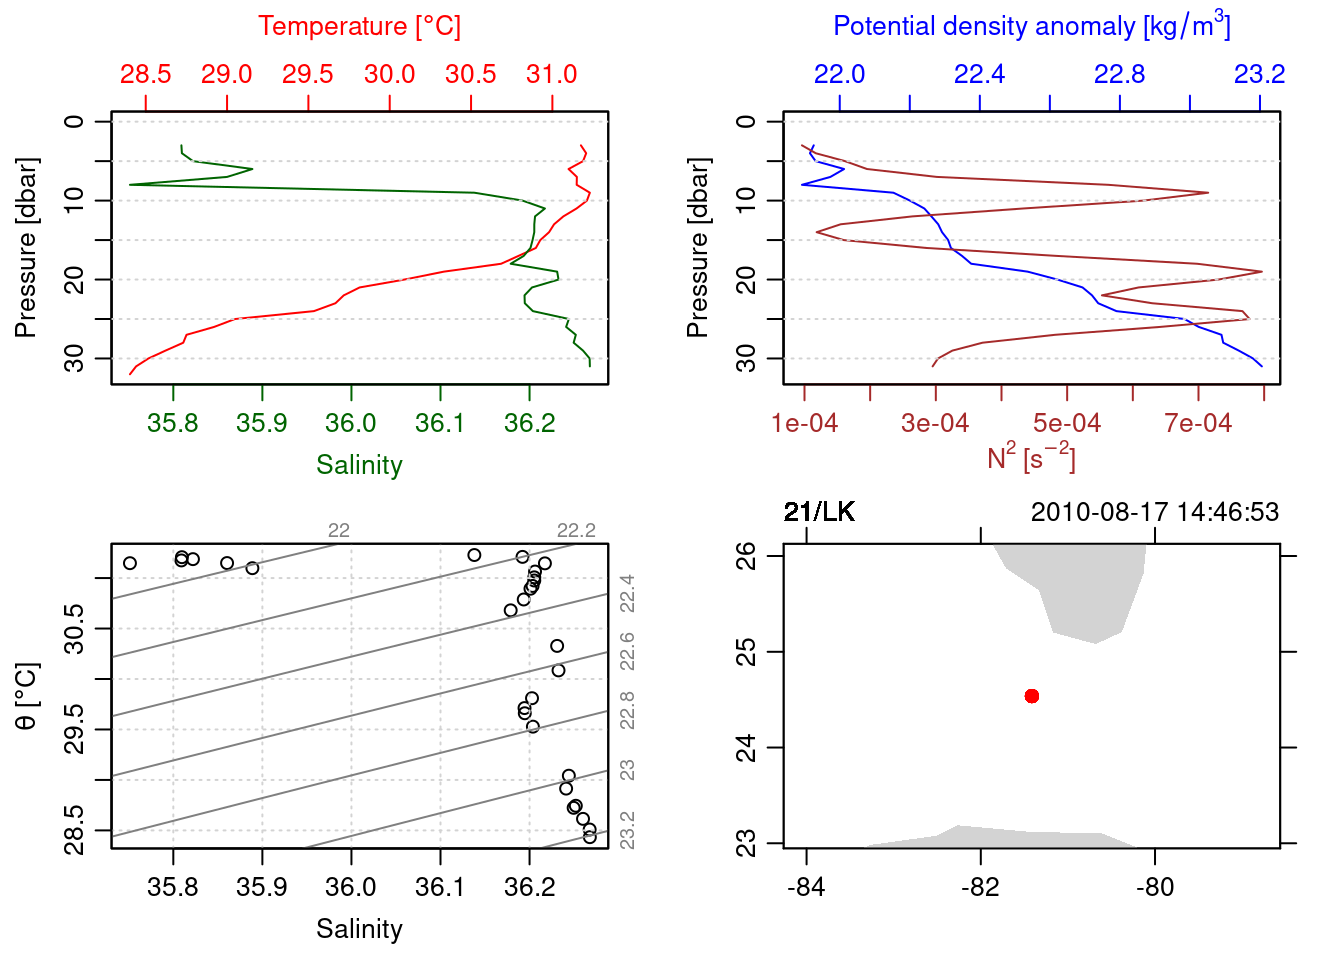 Temperature [°C]
28.5 29.0 29.5 30.0 30.5 31.0
Pressure [dbar]
0
10
20
30
35.8 35.9 36.0 36.1 36.2
Salinity
Potential density anomaly [kg/m³]
22.0 22.4 22.8 23.2
Pressure [dbar]
0
10
20
30
1e-04 3e-04 5e-04 7e-04
N² [s⁻²]
22 22.2
θ [°C]
30.5
29.5
28.5
22.4
22.6
22.8
23
23.2
35.8 35.9 36.0 36.1 36.2
Salinity
21/LK 2010-08-17 14:46:53
26
25
24
23
-84 -82 -80